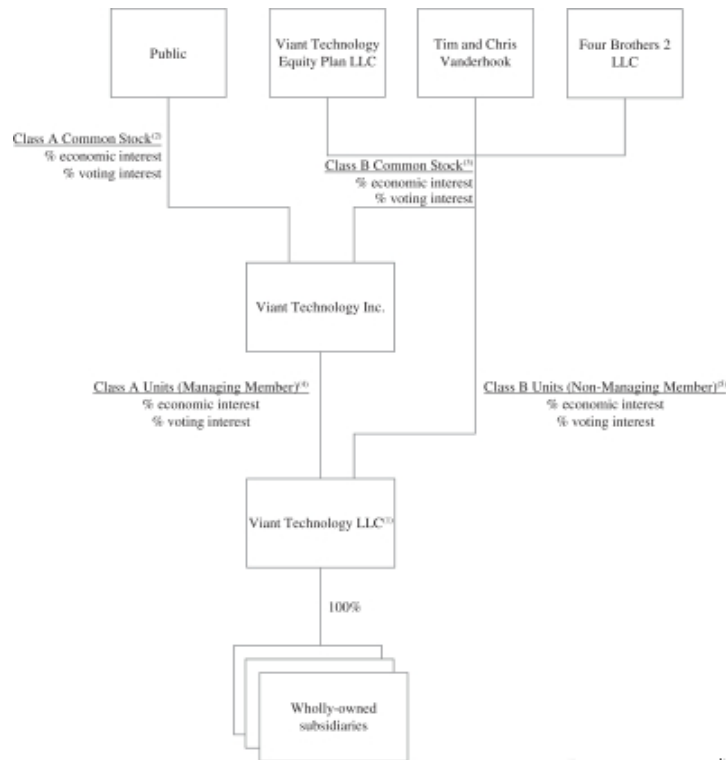 Public
Viant Technology
Equity Plan LLC
Tim and Chris
Vanderhook
Four Brothers 2
LLC
Class A Common Stock(2)
% economic interest
% voting interest
Class B Common Stock(3)
% economic interest
% voting interest
Viant Technology Inc.
Class A Units (Managing Member)(4)
% economic interest
% voting interest
Class B Units (Non-Managing Member)(5)
% economic interest
% voting interest
Viant Technology LLC(1)
100%
Wholly-owned
subsidiaries